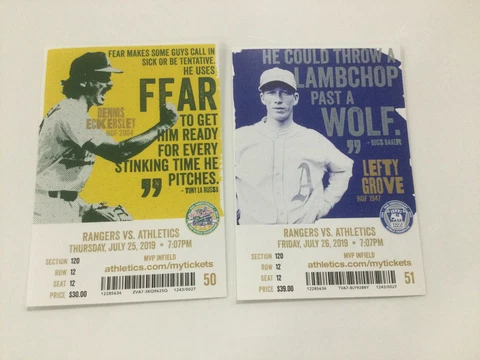 FEAR MAKES SOME GUYS CALL IN
SICK OR BE TENTATIVE.
HE USES
FEAR
TO GET
HIM READY
FOR EVERY
STINKING TIME HE
PITCHES.
- TONY LA RUSSA
DENNIS
ECKERSLEY
HOF 2004
RANGERS VS. ATHLETICS
THURSDAY, JULY 25, 2019 • 7:07PM
SECTION 120
ROW 12
SEAT 12
PRICE $30.00
MVP INFIELD
athletics.com/mytickets
50
HE COULD THROW A
LAMBCHOP
PAST A
WOLF.
LEFTY
GROVE
HOF 1947
A
RANGERS VS. ATHLETICS
FRIDAY, JULY 26, 2019 • 7:07PM
SECTION 120
ROW 12
SEAT 12
PRICE $39.00
MVP INFIELD
athletics.com/mytickets
51